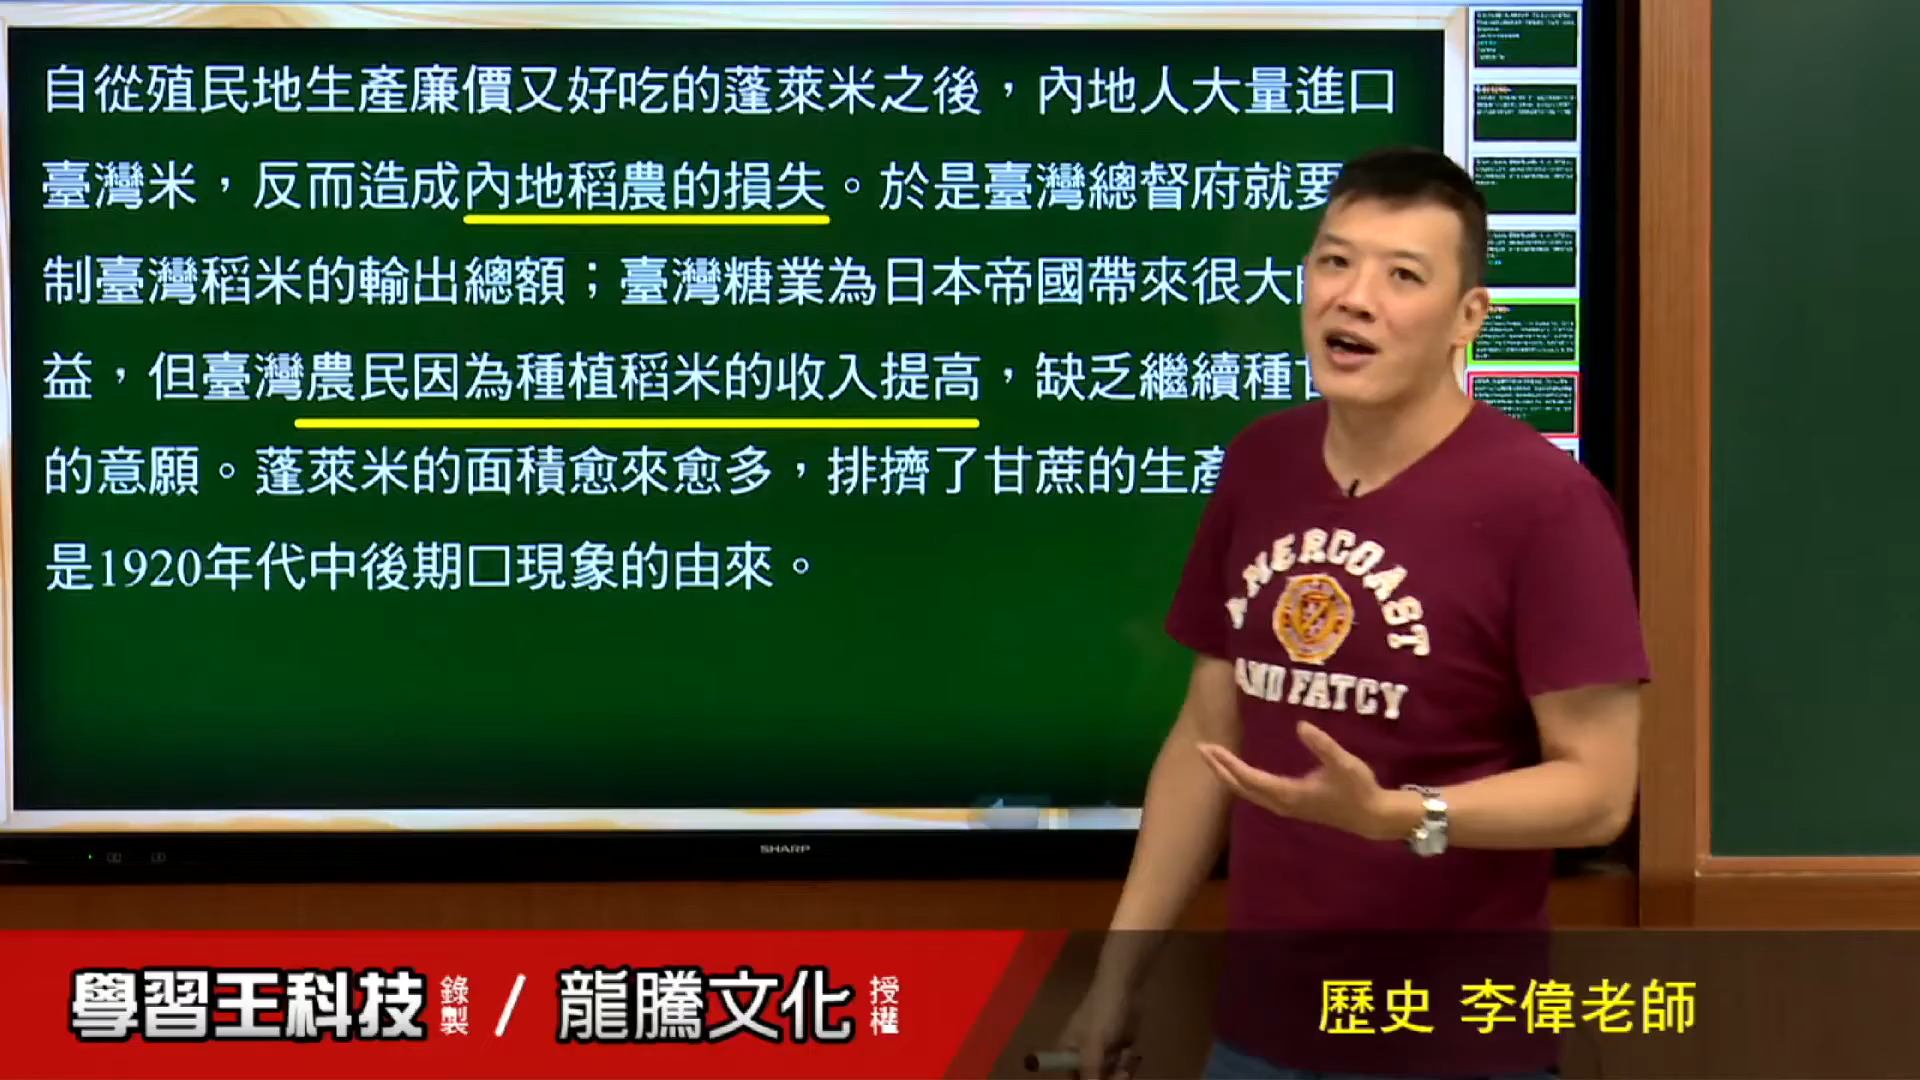 自從殖民地生產廉價又好吃的蓬萊米之後，內地人大量進口
臺灣米，反而造成內地稻農的損失。於是臺灣總督府就要
制臺灣稻米的輸出總額；臺灣糖業為日本帝國帶來很大
益，但臺灣農民因為種植稻米的收入提高，缺乏繼續種
的意願。蓬萊米的面積愈來愈多，排擠了甘蔗的生產
是1920年代中後期囗現象的由來。
SHARP
ANERCOAST
AND FATCY
學習王科技 錄製 / 龍騰文化 授權
歷史 李偉老師